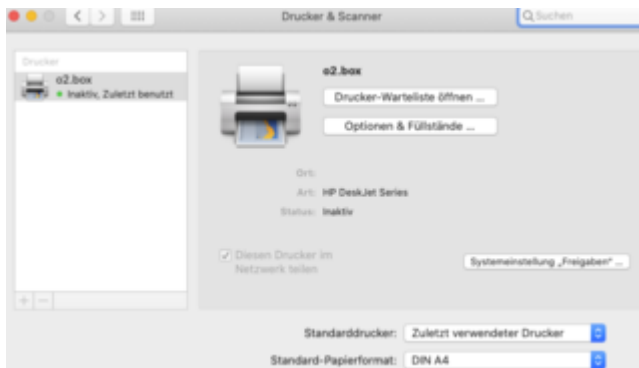 Drucker & Scanner
Suchen
Drucker
o2.box
Inaktiv, Zuletzt benutzt
o2.box
Drucker-Warteliste öffnen ...
Optionen & Füllstände ...
Ort:
Art: HP DeskJet Series
Status: Inaktiv
Diesen Drucker im
Netzwerk teilen
Systemeinstellung „Freigaben“ ...
Standarddrucker: Zuletzt verwendeter Drucker
Standard-Papierformat: DIN A4